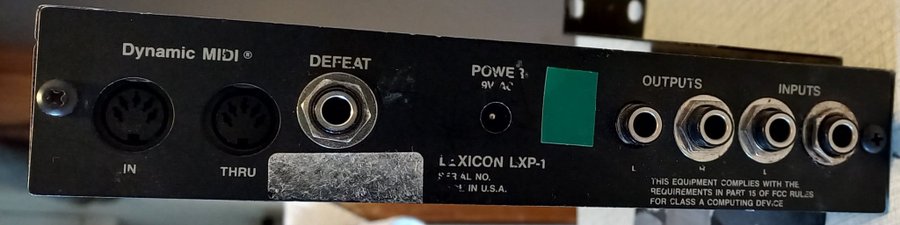 Dynamic MIDI ®
DEFEAT
POWER
9V AC
OUTPUTS
INPUTS
IN
THRU
LEXICON LXP-1
SERIAL NO.
IN U.S.A.
L
R
L
THIS EQUIPMENT COMPLIES WITH THE
REQUIREMENTS IN PART 15 OF FCC RULES
FOR CLASS A COMPUTING DEVICE